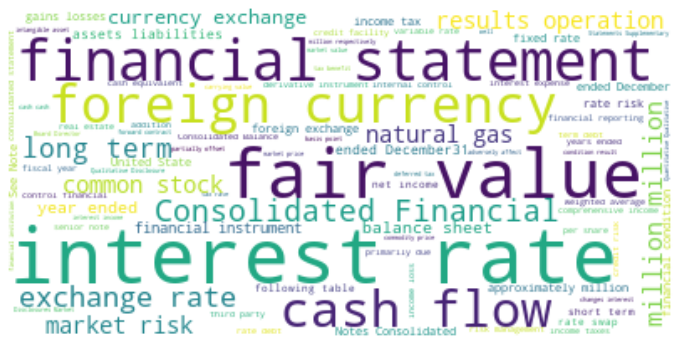 gains losses
currency exchange
income tax
results operation
intangible asset
assets liabilities
credit facility
variable rate
fixed rate
Statements Supplementary
million respectively
market value
well
financial statement
tax benefit
cash equivalent
derivative instrument
internal control
interest expense
ended December
carrying value
foreign currency
rate risk
cash cash
financial reporting
real estate
addition
term debt
Board Director
forward contract
Consolidated Balance
foreign exchange
basis point
natural gas
years ended
long term
partially offset
ended December31
adversely affect
condition result
United State
market price
fiscal year
Qualitative Disclosure
deferred tax
fair value
common stock
net income
control financial
tax rate
weighted average
year ended
Consolidated Financial
comprehensive income
interest income
senior note
financial instrument
balance sheet
per share
commodity price
interest rate
primarily due
following table
approximately million
exchange rate
changes interest
cash flow
short term
third party
market risk
rate swap
rate debt
Notes Consolidated
risk management
income taxes
See Note
Consolidated statement
income loss
credit risk
million million
financial condition
Quantitative Qualitative